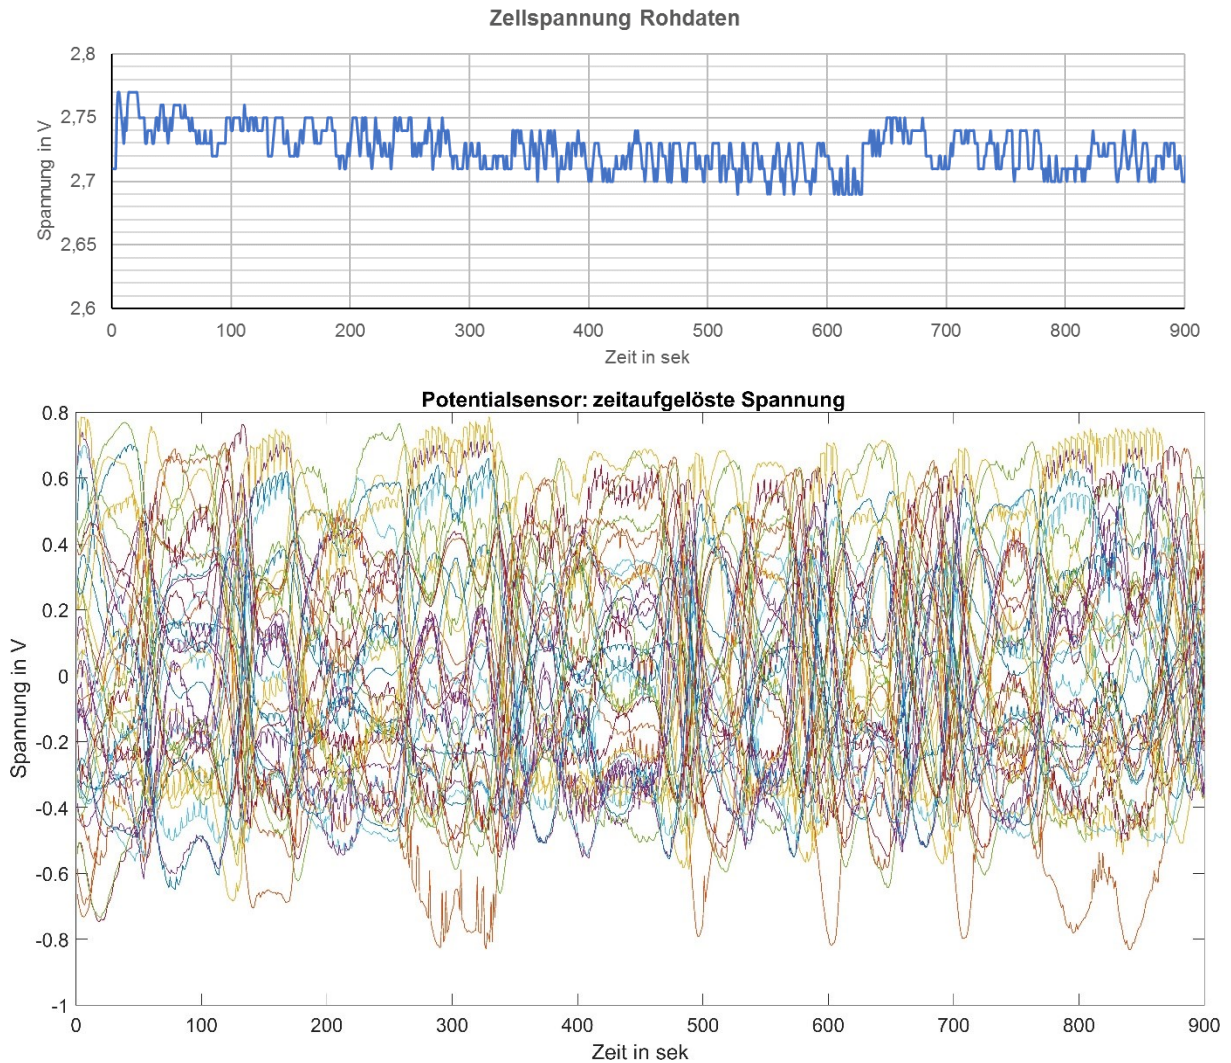 Zellspannung Rohdaten
2,8
2,75
2,7
2,65
2,6
Spannung in V
0 100 200 300 400 500 600 700 800 900
Zeit in sek
Potentialsensor: zeitaufgelöste Spannung
0.8
0.6
0.4
0.2
0
-0.2
-0.4
-0.6
-0.8
-1
Spannung in V
0 100 200 300 400 500 600 700 800 900
Zeit in sek